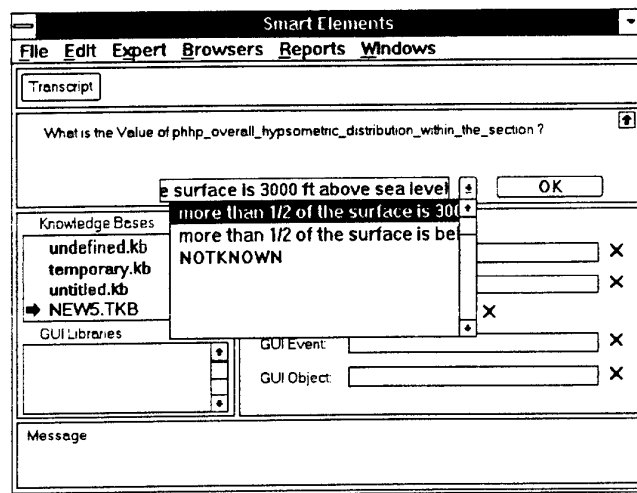 Smart Elements
File Edit Expert Browsers Reports Windows
Transcript
What is the Value of phhp_overall_hypsometric_distribution_within_the_section ?
e surface is 3000 ft above sea level
OK
more than 1/2 of the surface is 300
more than 1/2 of the surface is bel
NOTKNOWN
Knowledge Bases
undefined.kb
temporary.kb
untitled.kb
NEW5.TKB
GUI Libraries
GUI Event:
GUI Object:
Message